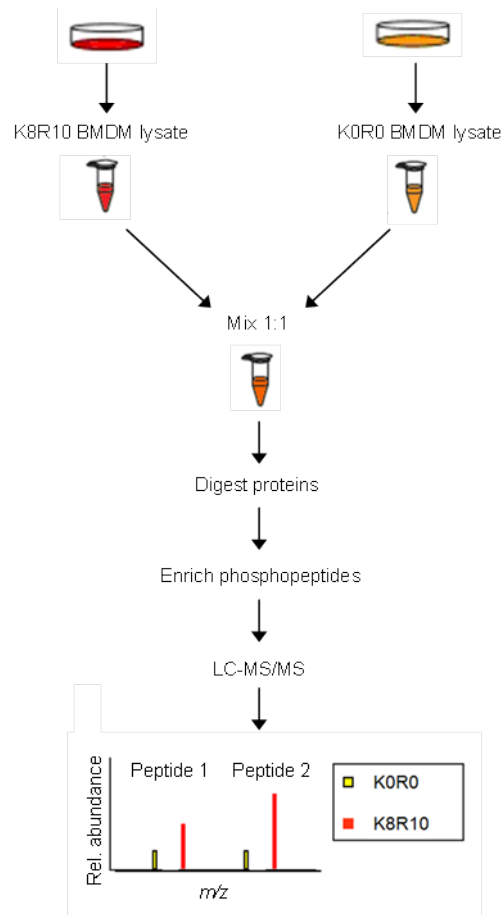 K8R10 BMDM lysate
K0R0 BMDM lysate
Mix 1:1
Digest proteins
Enrich phosphopeptides
LC-MS/MS
Rel. abundance
Peptide 1
Peptide 2
m/z
K0R0
K8R10